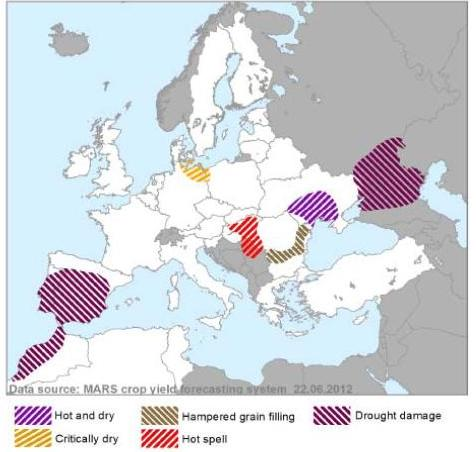 Data source: MARS crop yield forecasting system 22.06.2012
Hot and dry
Hampered grain filling
Drought damage
Critically dry
Hot spell